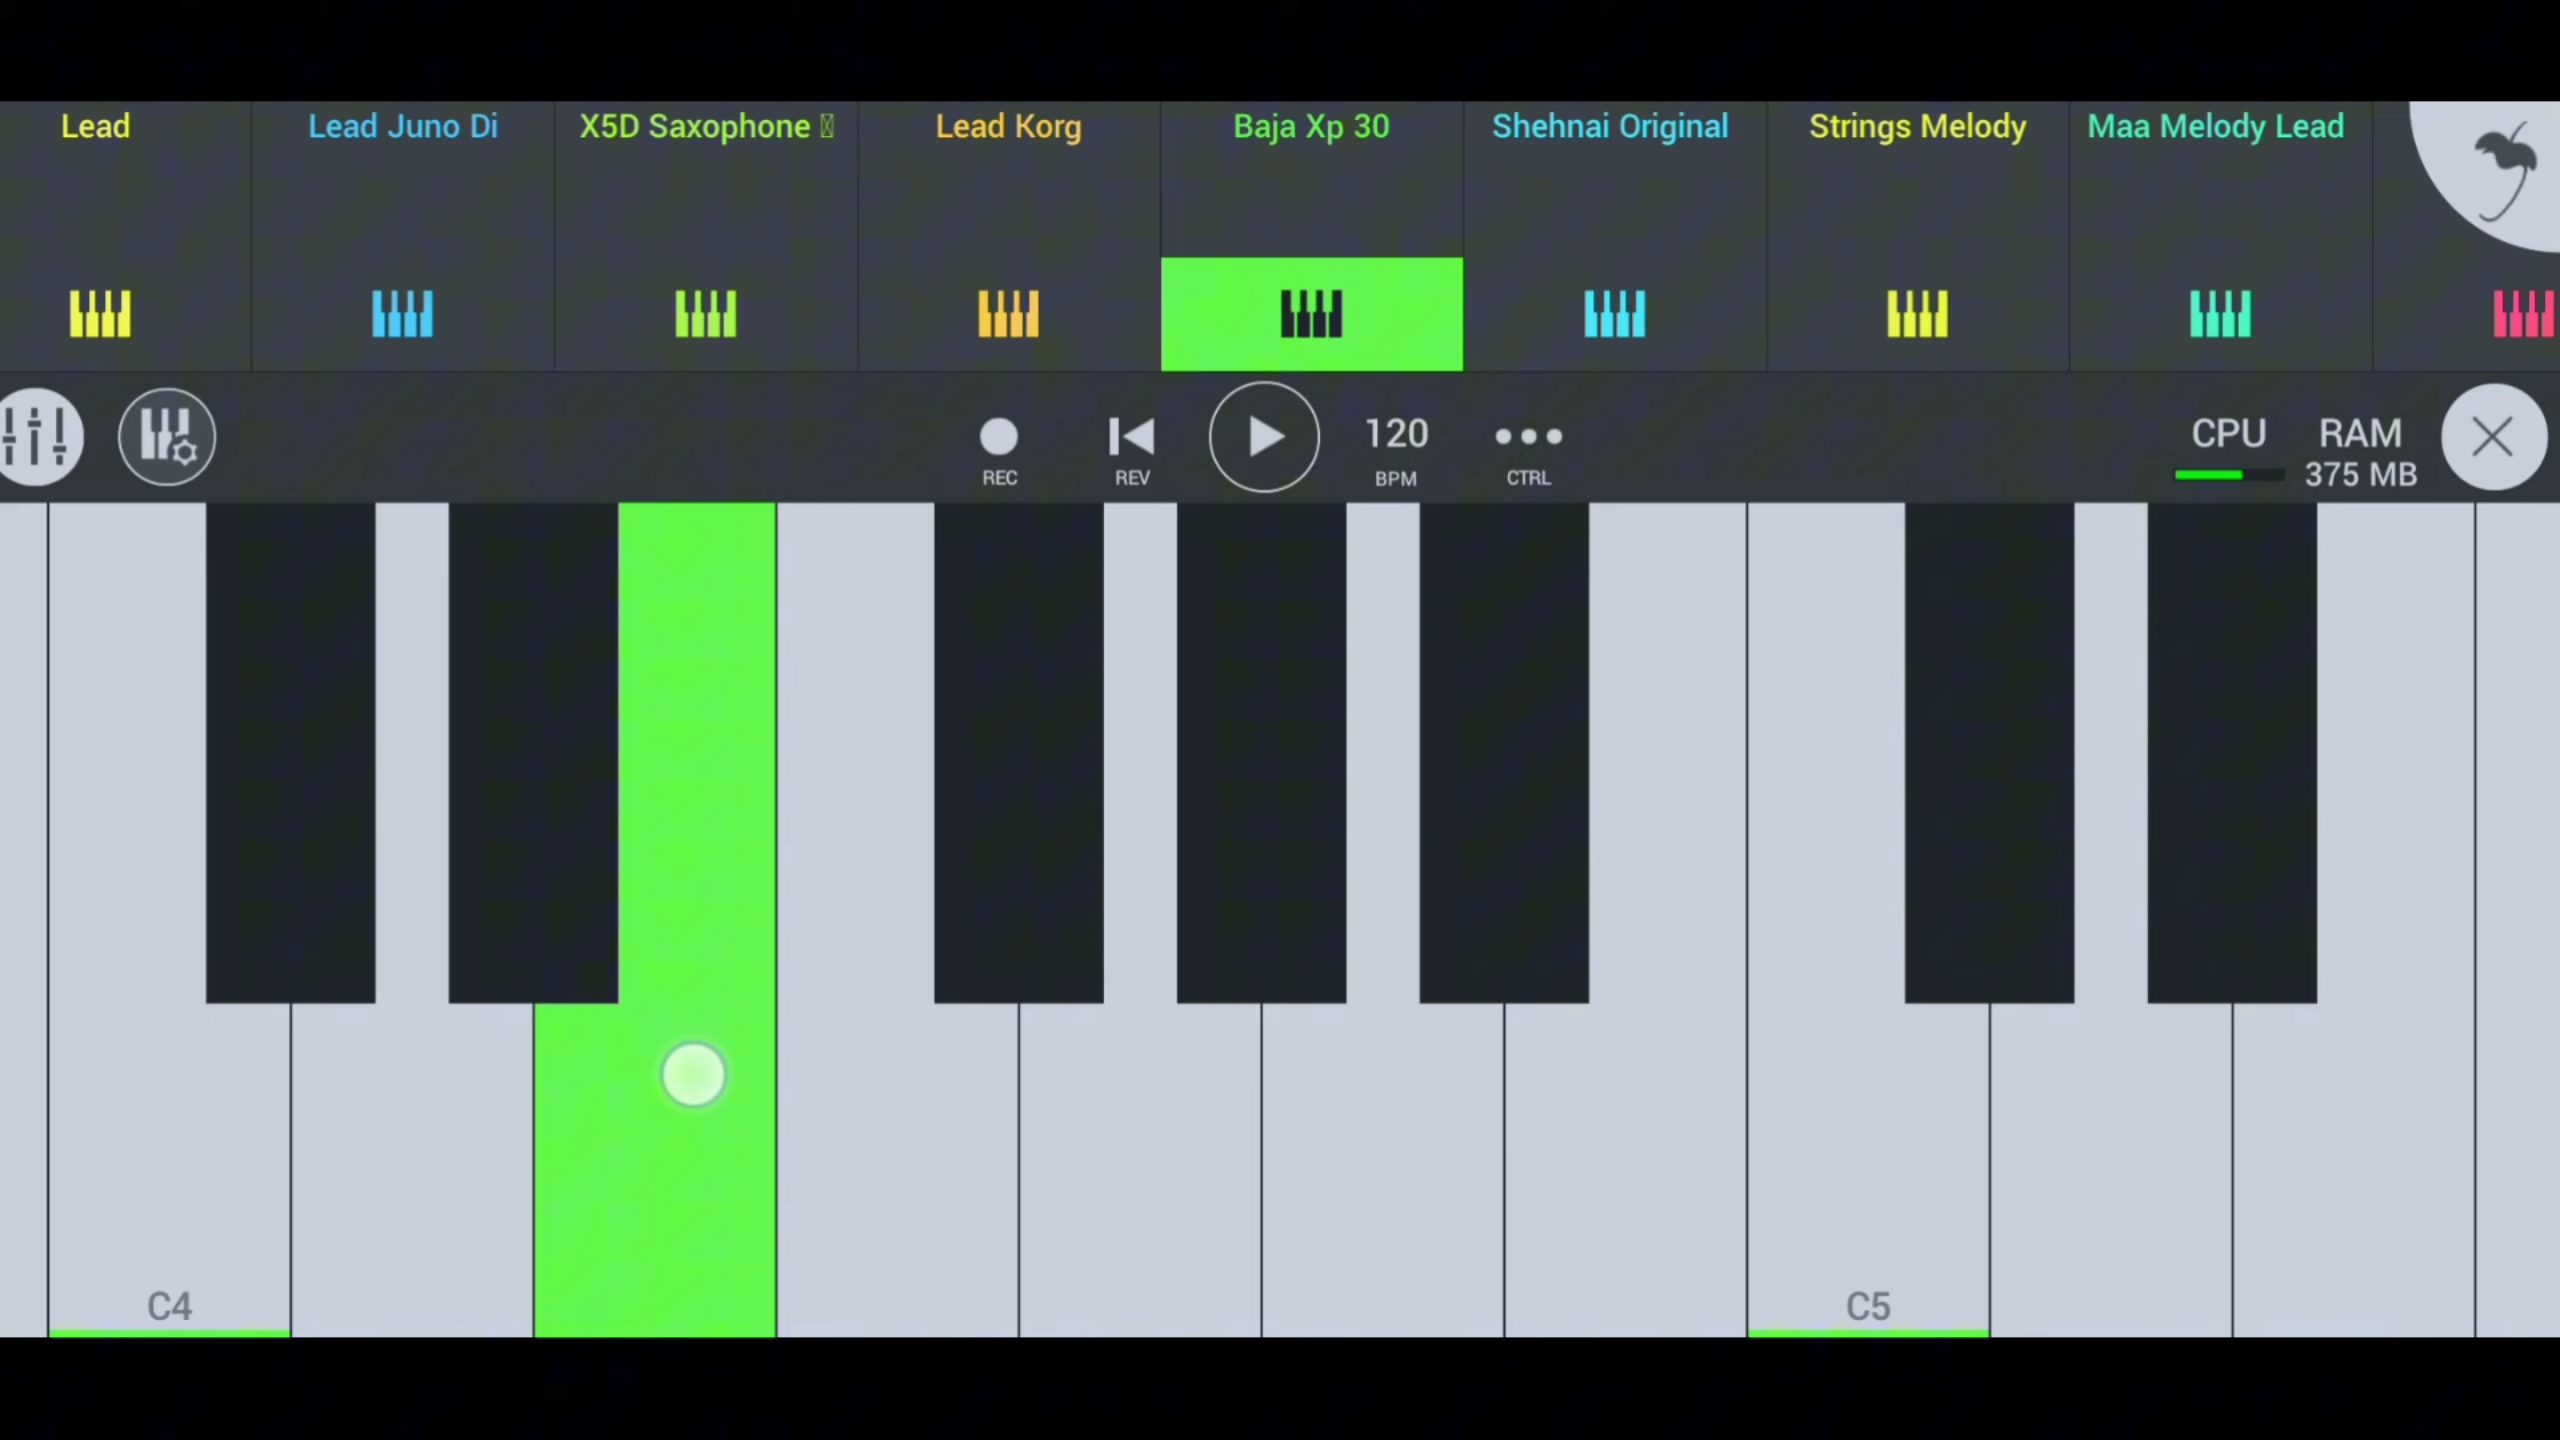 Lead
Lead Juno Di
X5D Saxophone
Lead Korg
Baja Xp 30
Shehnai Original
Strings Melody
Maa Melody Lead
REC
REV
120
BPM
CTRL
CPU
RAM
375 MB
C4
C5